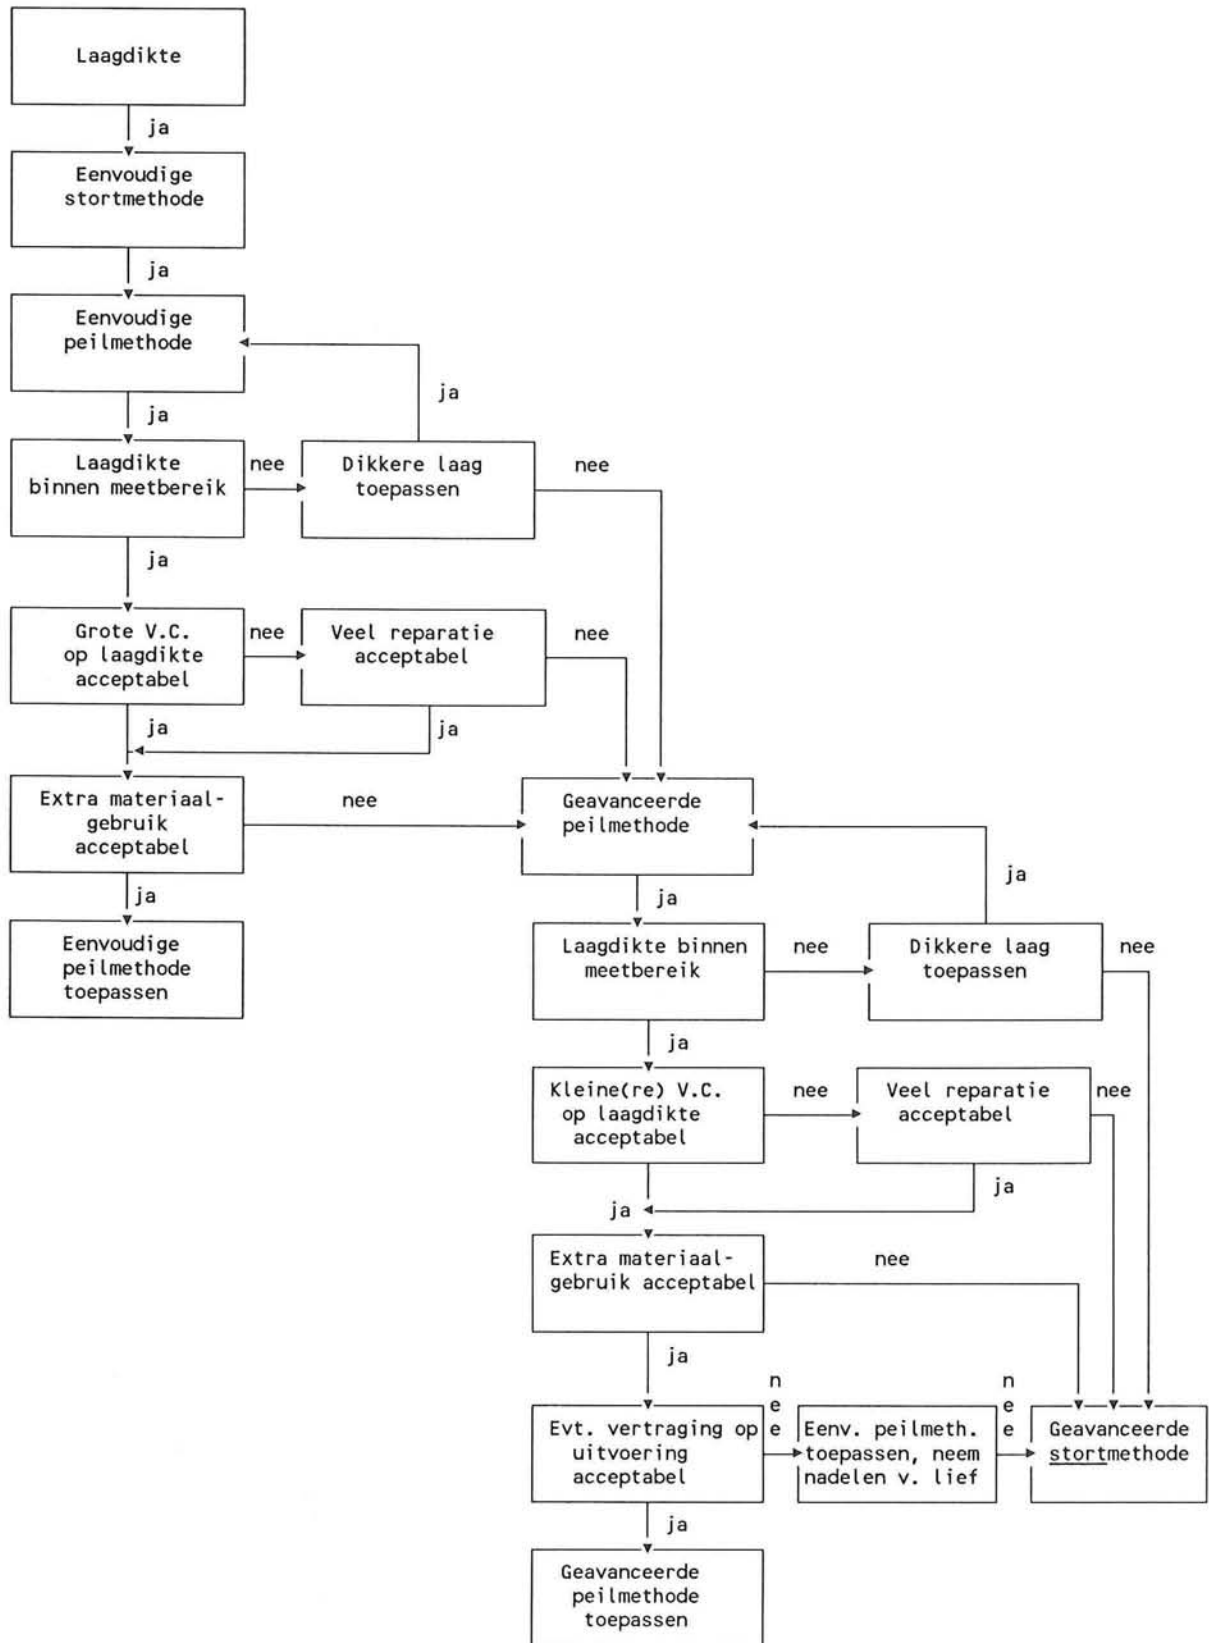 Laagdikte
ja
Eenvoudige
stortmethode
ja
Eenvoudige
peilmethode
ja
ja
Laagdikte
binnen meetbereik
nee
Dikkere laag
toepassen
nee
ja
Grote V.C.
op laagdikte
acceptabel
nee
Veel reparatie
acceptabel
nee
ja
ja
Extra materiaal-
gebruik
acceptabel
nee
Geavanceerde
peilmethode
ja
ja
ja
Eenvoudige
peilmethode
toepassen
Laagdikte binnen
meetbereik
nee
Dikkere laag
toepassen
nee
ja
Kleine(re) V.C.
op laagdikte
acceptabel
nee
Veel reparatie
acceptabel
nee
ja
ja
Extra materiaal-
gebruik acceptabel
nee
ja
Evt. vertraging op
uitvoering
acceptabel
nee
Eenv. peilmeth.
toepassen, neem
nadelen v. lief
nee
Geavanceerde
stortmethode
ja
Geavanceerde
peilmethode
toepassen